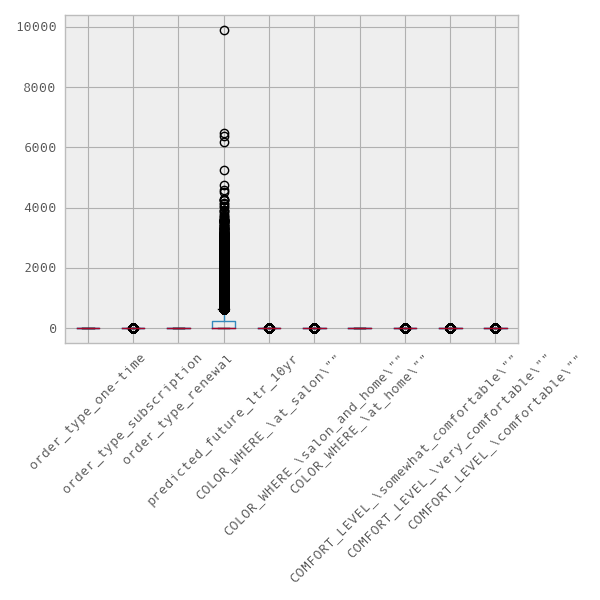 10000
8000
6000
4000
2000
0
order_type_one-time
order_type_subscription
order_type_renewal
predicted_future_ltr_10yr
COLOR_WHERE_\at_salon\""
COLOR_WHERE_\salon_and_home\""
COLOR_WHERE_\at_home\""
COMFORT_LEVEL_\somewhat_comfortable\""
COMFORT_LEVEL_\very_comfortable\""
COMFORT_LEVEL_\comfortable\""